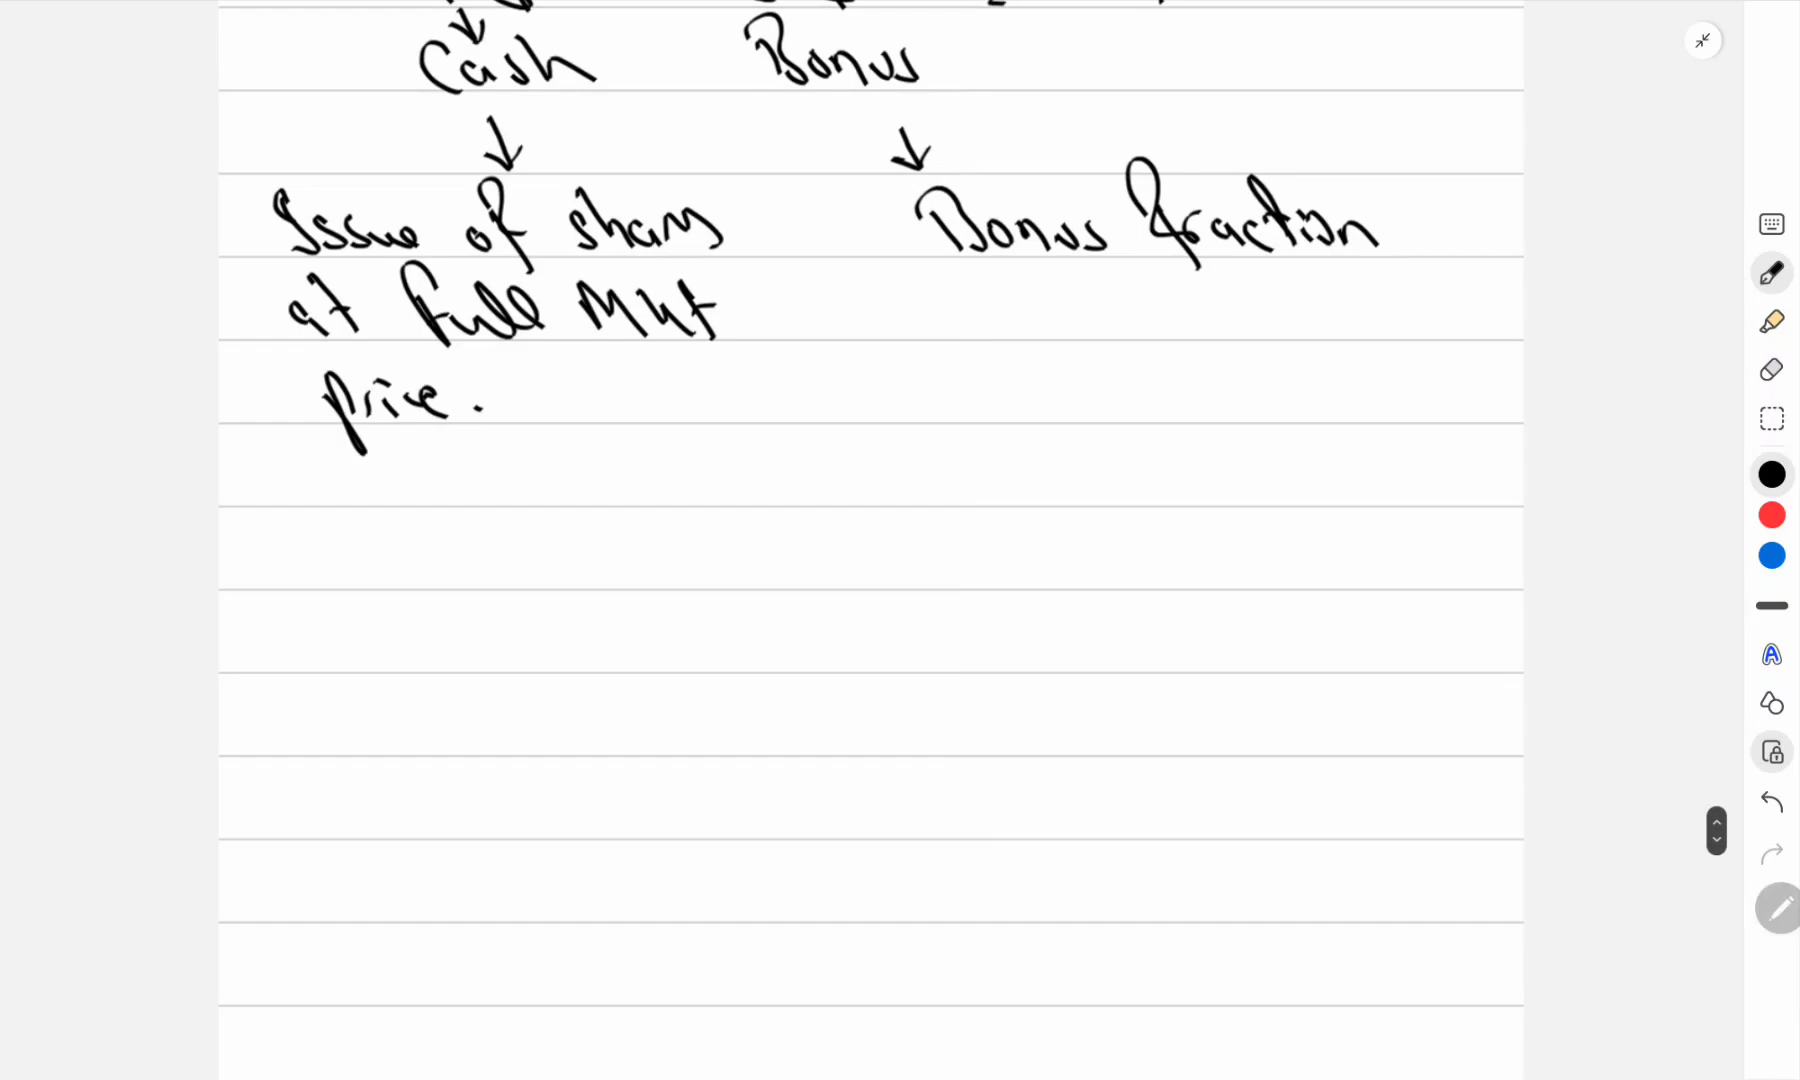 Cash Bonus
Issue of shares Bonus fraction
at full Mkt
price.